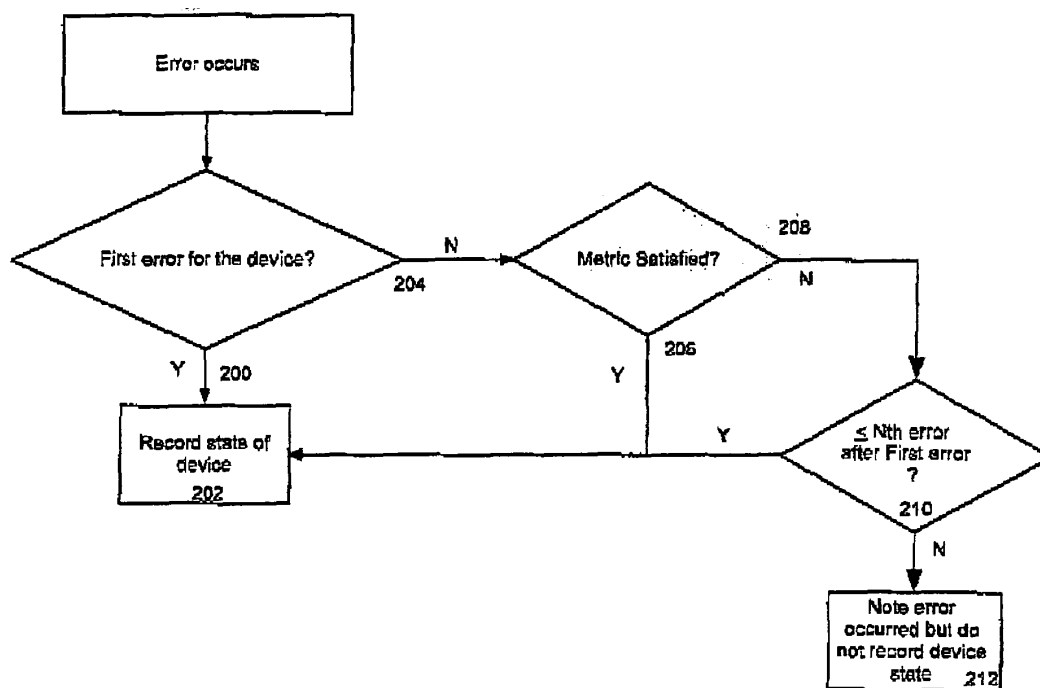 Error occurs
First error for the device?
N
204
Metric Satisfied?
208
N
Y
200
206
Y
Record state of
device
202
Y
≤ Nth error
after First error
?
210
N
Note error
occurred but do
not record device
state
212